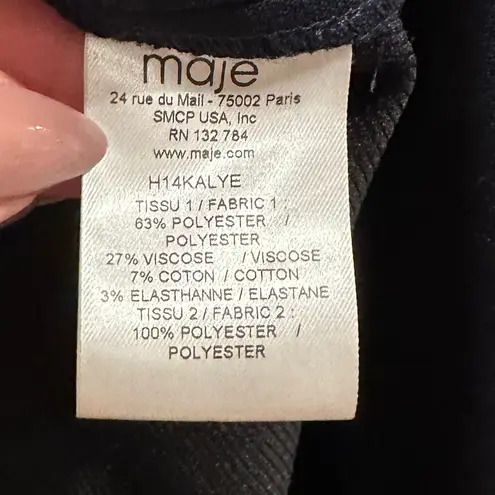 maje
24 rue du Mail - 75002 Paris
SMCP USA, Inc
RN 132 784
www.maje.com
H14KALYE
TISSU 1 / FABRIC 1 :
63% POLYESTER /
POLYESTER
27% VISCOSE / VISCOSE
7% COTON / COTTON
3% ELASTHANNE / ELASTANE
TISSU 2 / FABRIC 2 :
100% POLYESTER /
POLYESTER